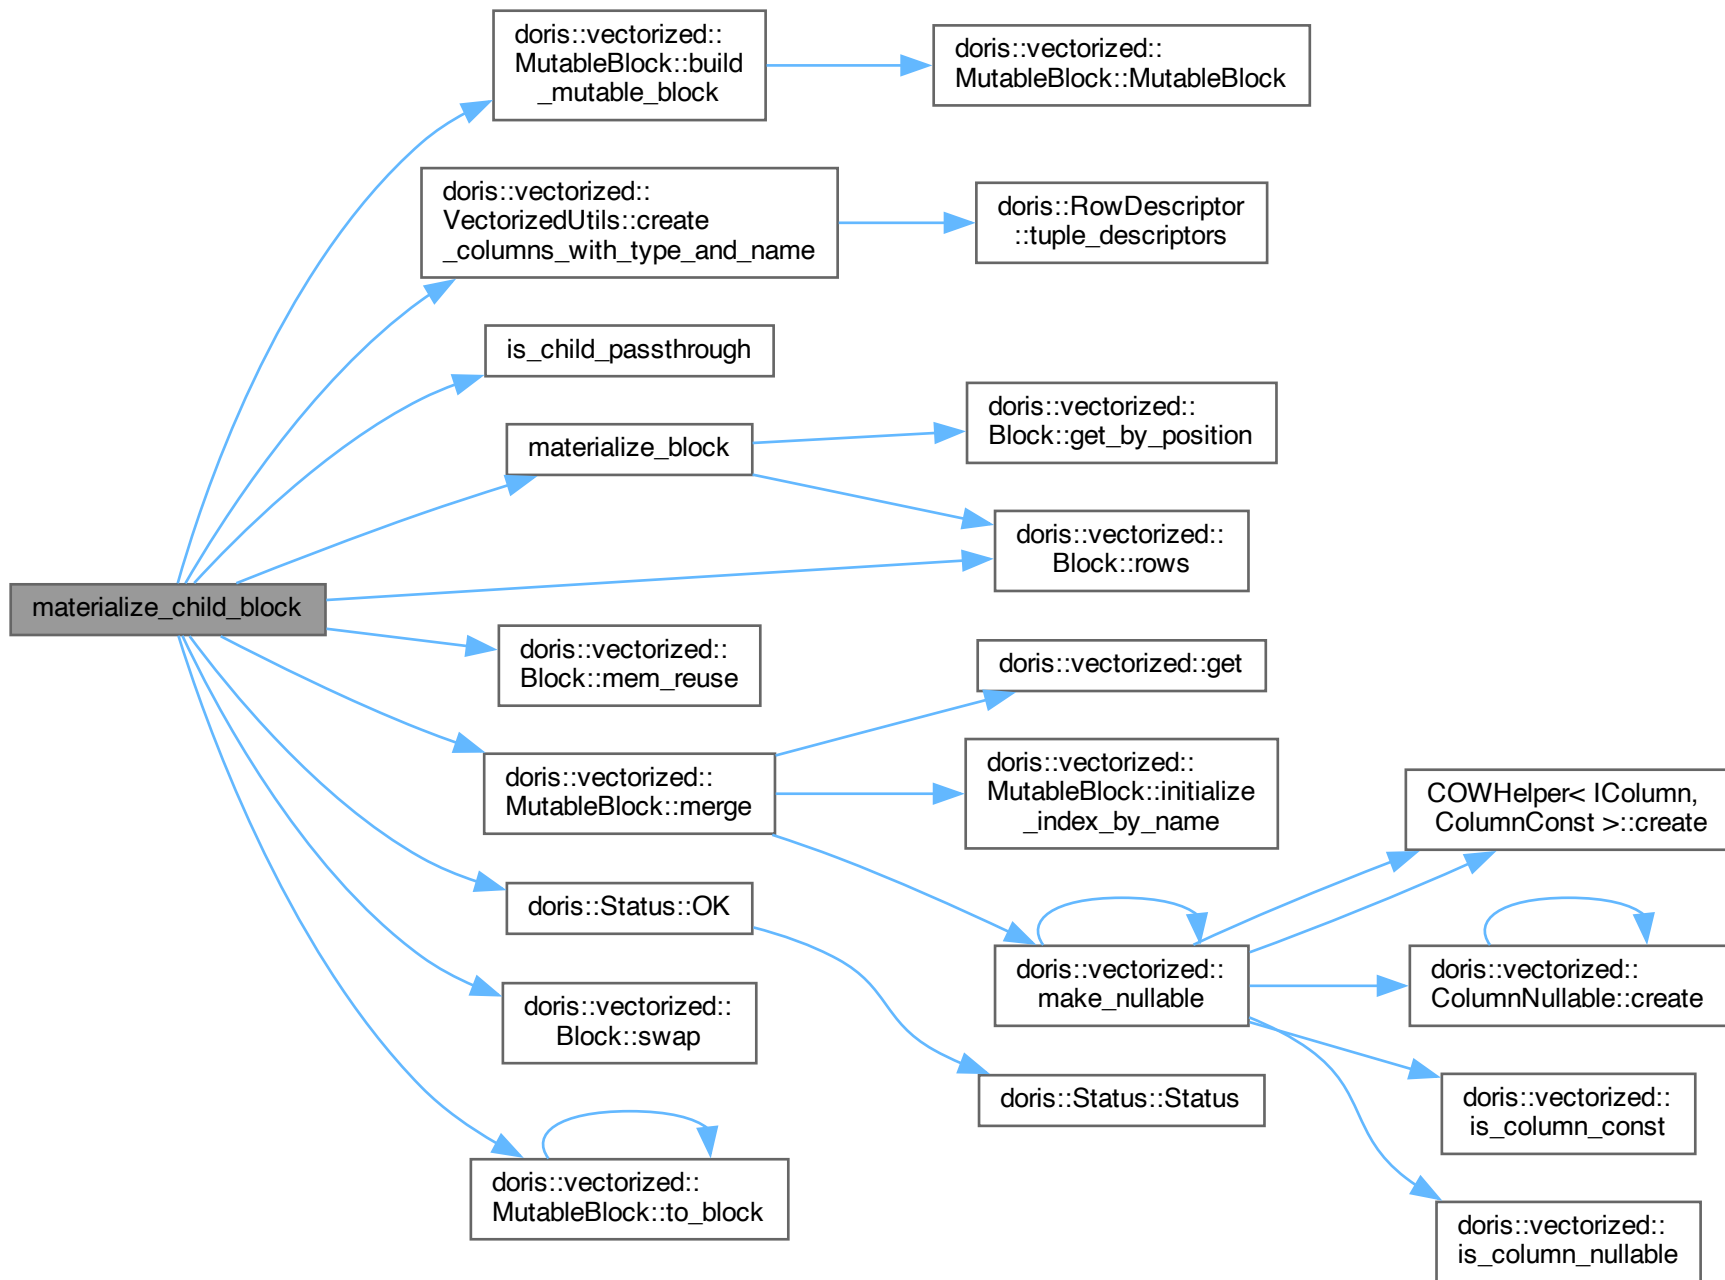 doris::vectorized::
MutableBlock::build
_mutable_block
doris::vectorized::
MutableBlock::MutableBlock
doris::vectorized::
VectorizedUtils::create
_columns_with_type_and_name
doris::RowDescriptor
::tuple_descriptors
is_child_passthrough
materialize_block
doris::vectorized::
Block::get_by_position
doris::vectorized::
Block::rows
materialize_child_block
doris::vectorized::
Block::mem_reuse
doris::vectorized::get
doris::vectorized::
MutableBlock::merge
doris::vectorized::
MutableBlock::initialize
_index_by_name
COWHelper< IColumn,
ColumnConst >::create
doris::Status::OK
doris::vectorized::
make_nullable
doris::vectorized::
ColumnNullable::create
doris::vectorized::
Block::swap
doris::Status::Status
doris::vectorized::
is_column_const
doris::vectorized::
MutableBlock::to_block
doris::vectorized::
is_column_nullable